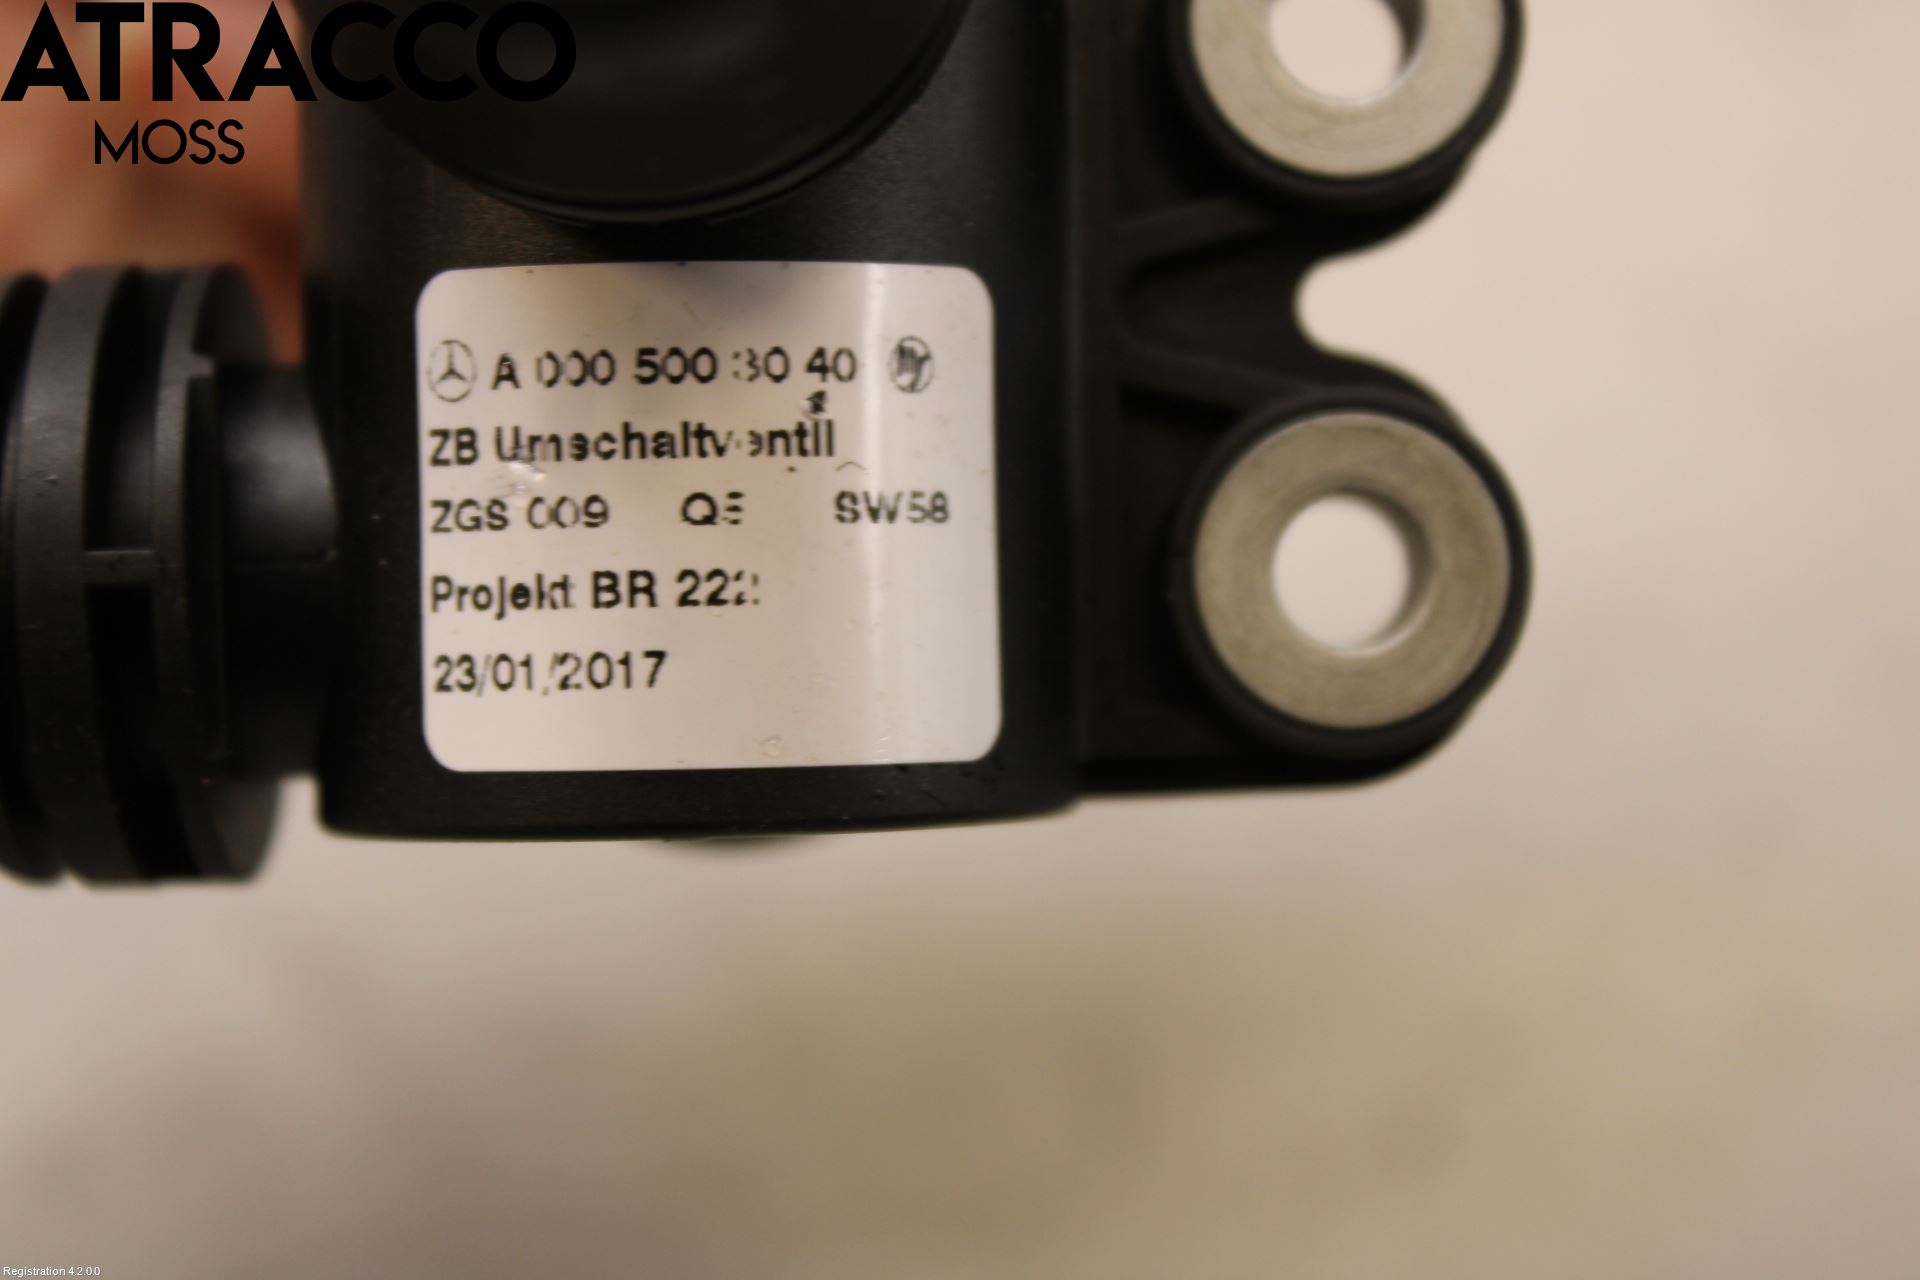 ATRACCO
MOSS
A 000 500 30 40
ZB Umschaltventil
ZGS 009 SW58
Projekt BR 222
23/01/2017
Registration 4.2.0.0